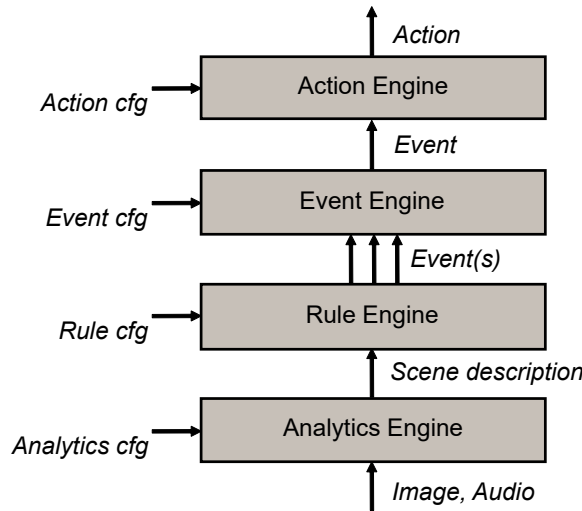 Action
Action Engine
Action cfg
Event
Event Engine
Event cfg
Event(s)
Rule Engine
Rule cfg
Scene description
Analytics Engine
Analytics cfg
Image, Audio